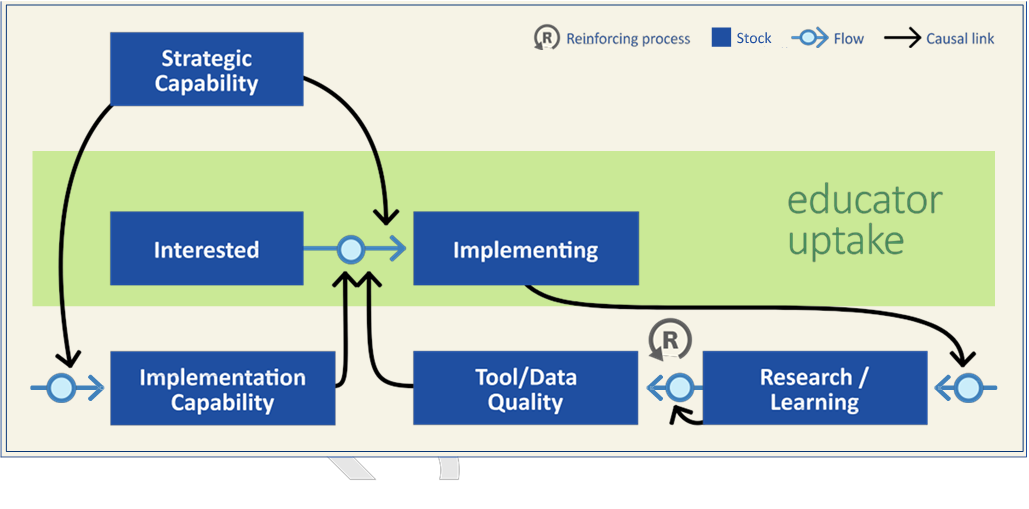 R Reinforcing process Stock Flow Causal link
Strategic
Capability
educator
uptake
Interested
Implementing
R
Implementation
Capability
Tool/Data
Quality
Research /
Learning